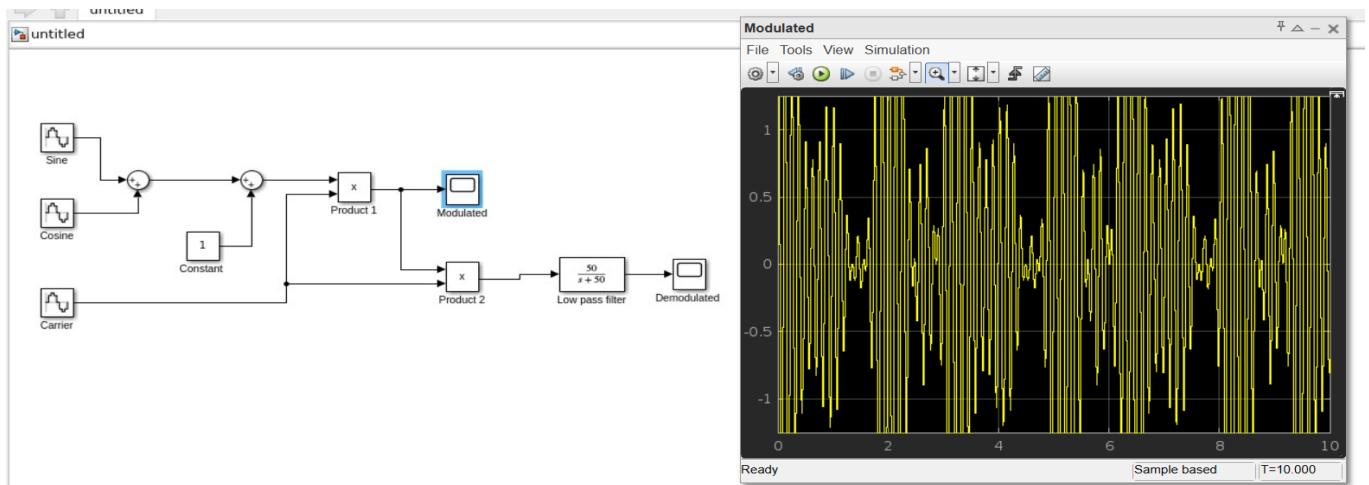 untitled
untitled
Sine
Cosine
1
Constant
Carrier
x
Product 1
Modulated
x
Product 2
50
s + 50
Low pass filter
Demodulated
Modulated
File Tools View Simulation
1
0.5
0
-0.5
-1
0 2 4 6 8 10
Ready Sample based T=10.000